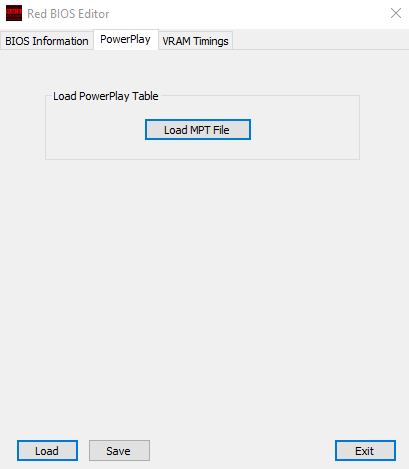 Red BIOS Editor
BIOS Information PowerPlay VRAM Timings
Load PowerPlay Table
Load MPT File
Load Save Exit